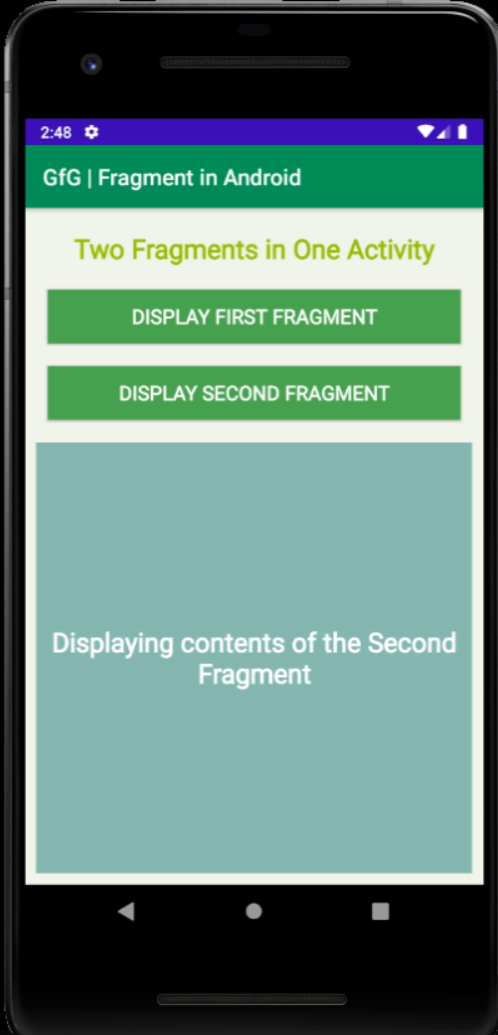 2:48
GfG | Fragment in Android
Two Fragments in One Activity
DISPLAY FIRST FRAGMENT
DISPLAY SECOND FRAGMENT
Displaying contents of the Second
Fragment